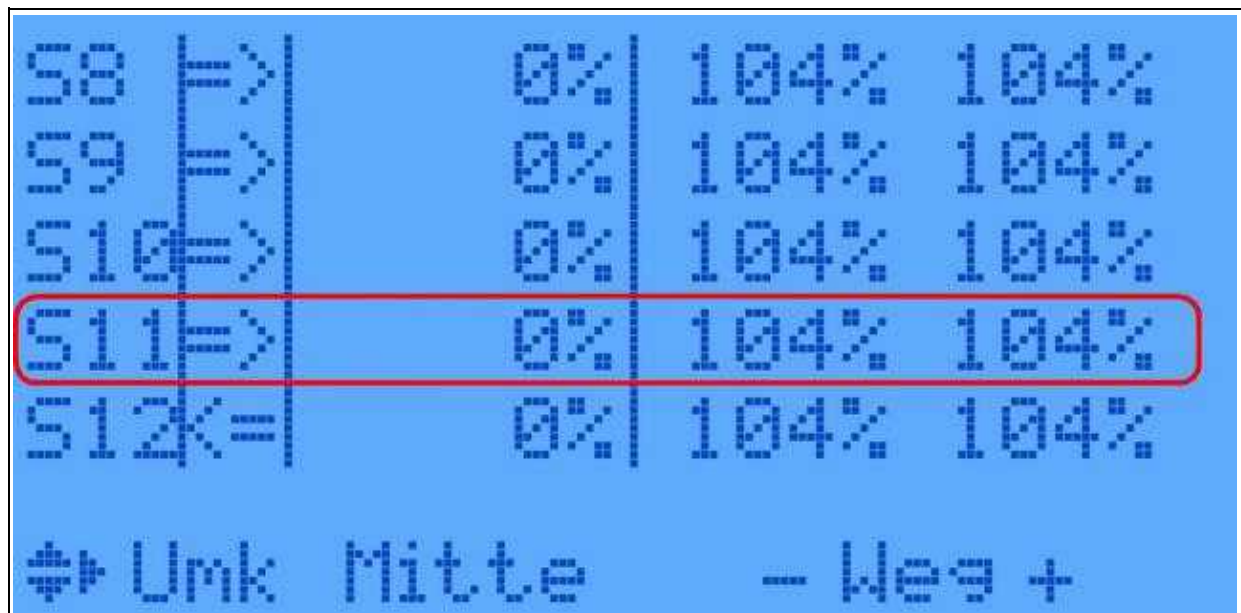 S8 => 0% 104% 104%
S9 => 0% 104% 104%
S10=> 0% 104% 104%
S11=> 0% 104% 104%
S12<= 0% 104% 104%
Umk Mitte - Weg +